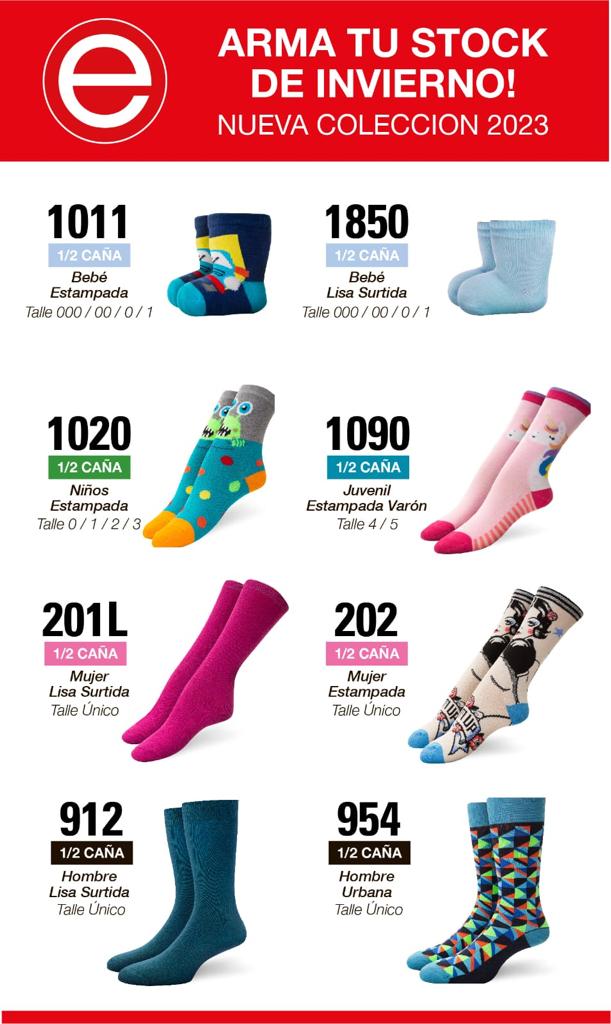 e
ARMA TU STOCK
DE INVIERNO!
NUEVA COLECCION 2023
1011
1/2 CAÑA
Bebé
Estampada
Talle 000 / 00 / 0 / 1
1850
1/2 CAÑA
Bebé
Lisa Surtida
Talle 000 / 00 / 0 / 1
1020
1/2 CAÑA
Niños
Estampada
Talle 0 / 1 / 2 / 3
1090
1/2 CAÑA
Juvenil
Estampada Varón
Talle 4 / 5
201L
1/2 CAÑA
Mujer
Lisa Surtida
Talle Único
202
1/2 CAÑA
Mujer
Estampada
Talle Único
912
1/2 CAÑA
Hombre
Lisa Surtida
Talle Único
954
1/2 CAÑA
Hombre
Urbana
Talle Único